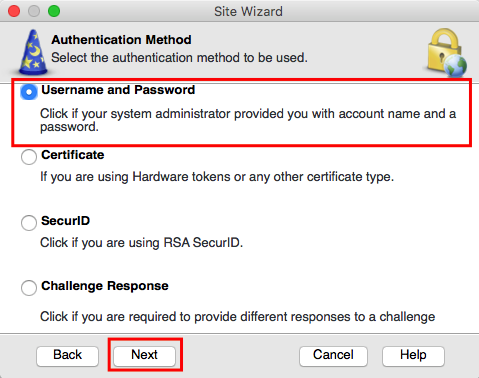 Site Wizard
Authentication Method
Select the authentication method to be used.
Username and Password
Click if your system administrator provided you with account name and a
password.
Certificate
If you are using Hardware tokens or any other certificate type.
SecurID
Click if you are using RSA SecurID.
Challenge Response
Click if you are required to provide different responses to a challenge
Back Next Cancel Help